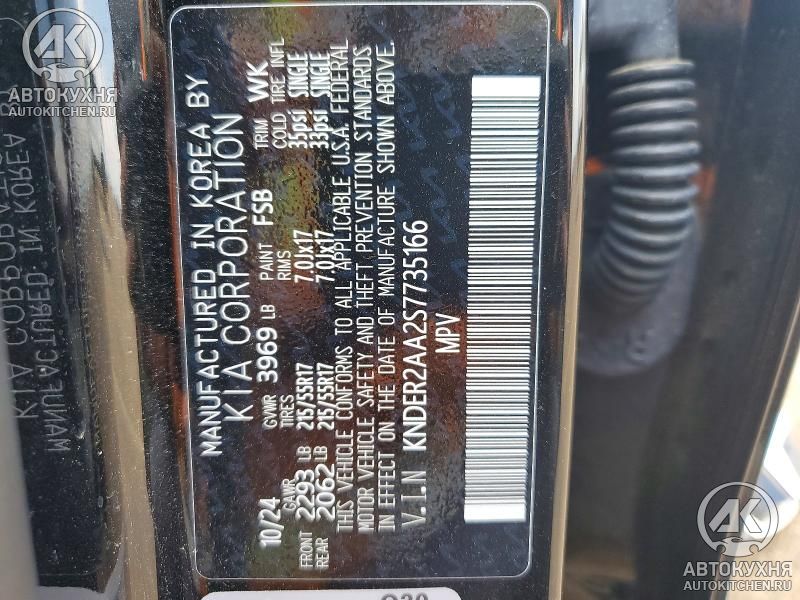 MANUFACTURED IN KOREA BY
KIA CORPORATION
10/24 GVWR 3969 LB PAINT FSB TRIM WK
GAWR TIRES RIMS COLD TIRE INFL
FRONT 2293 LB 215/55R17 7.0Jx17 35psi SINGLE
REAR 2062 LB 215/55R17 7.0Jx17 33psi SINGLE
THIS VEHICLE CONFORMS TO ALL APPLICABLE U.S.A. FEDERAL
MOTOR VEHICLE SAFETY AND THEFT PREVENTION STANDARDS
IN EFFECT ON THE DATE OF MANUFACTURE SHOWN ABOVE.
V.I.N KNDER2AA2S7735166
MPV
АК
АВТОКУХНЯ
AUTOKITCHEN.RU
АК
АВТОКУХНЯ
AUTOKITCHEN.RU